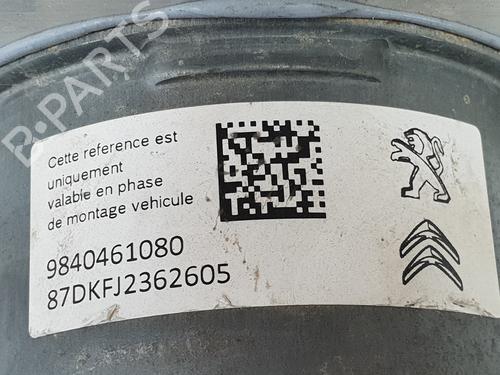 B-PARTS
Cette reference est
uniquement
valable en phase
de montage vehicule
9840461080
87DKFJ2362605